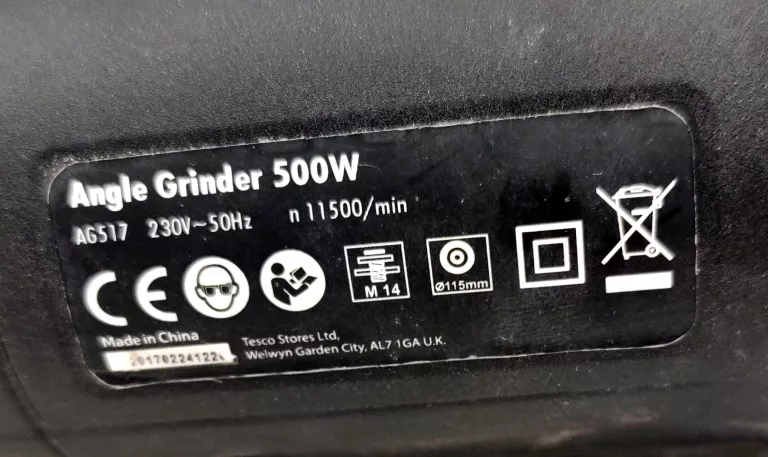 Angle Grinder 500W
AG517 230V~50Hz n 11500/min
CE
M 14
Ø115mm
Made in China
Tesco Stores Ltd,
Welwyn Garden City, AL7 1GA U.K.